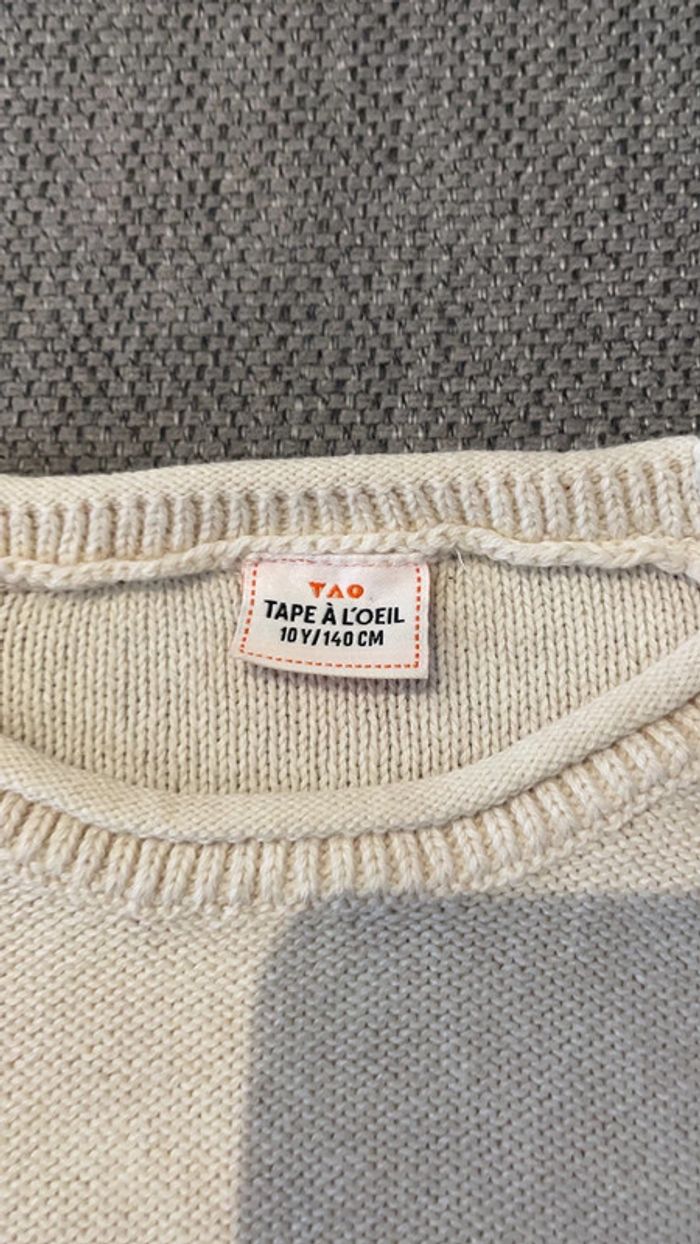 TAO
TAPE À L'OEIL
10 Y/140 CM